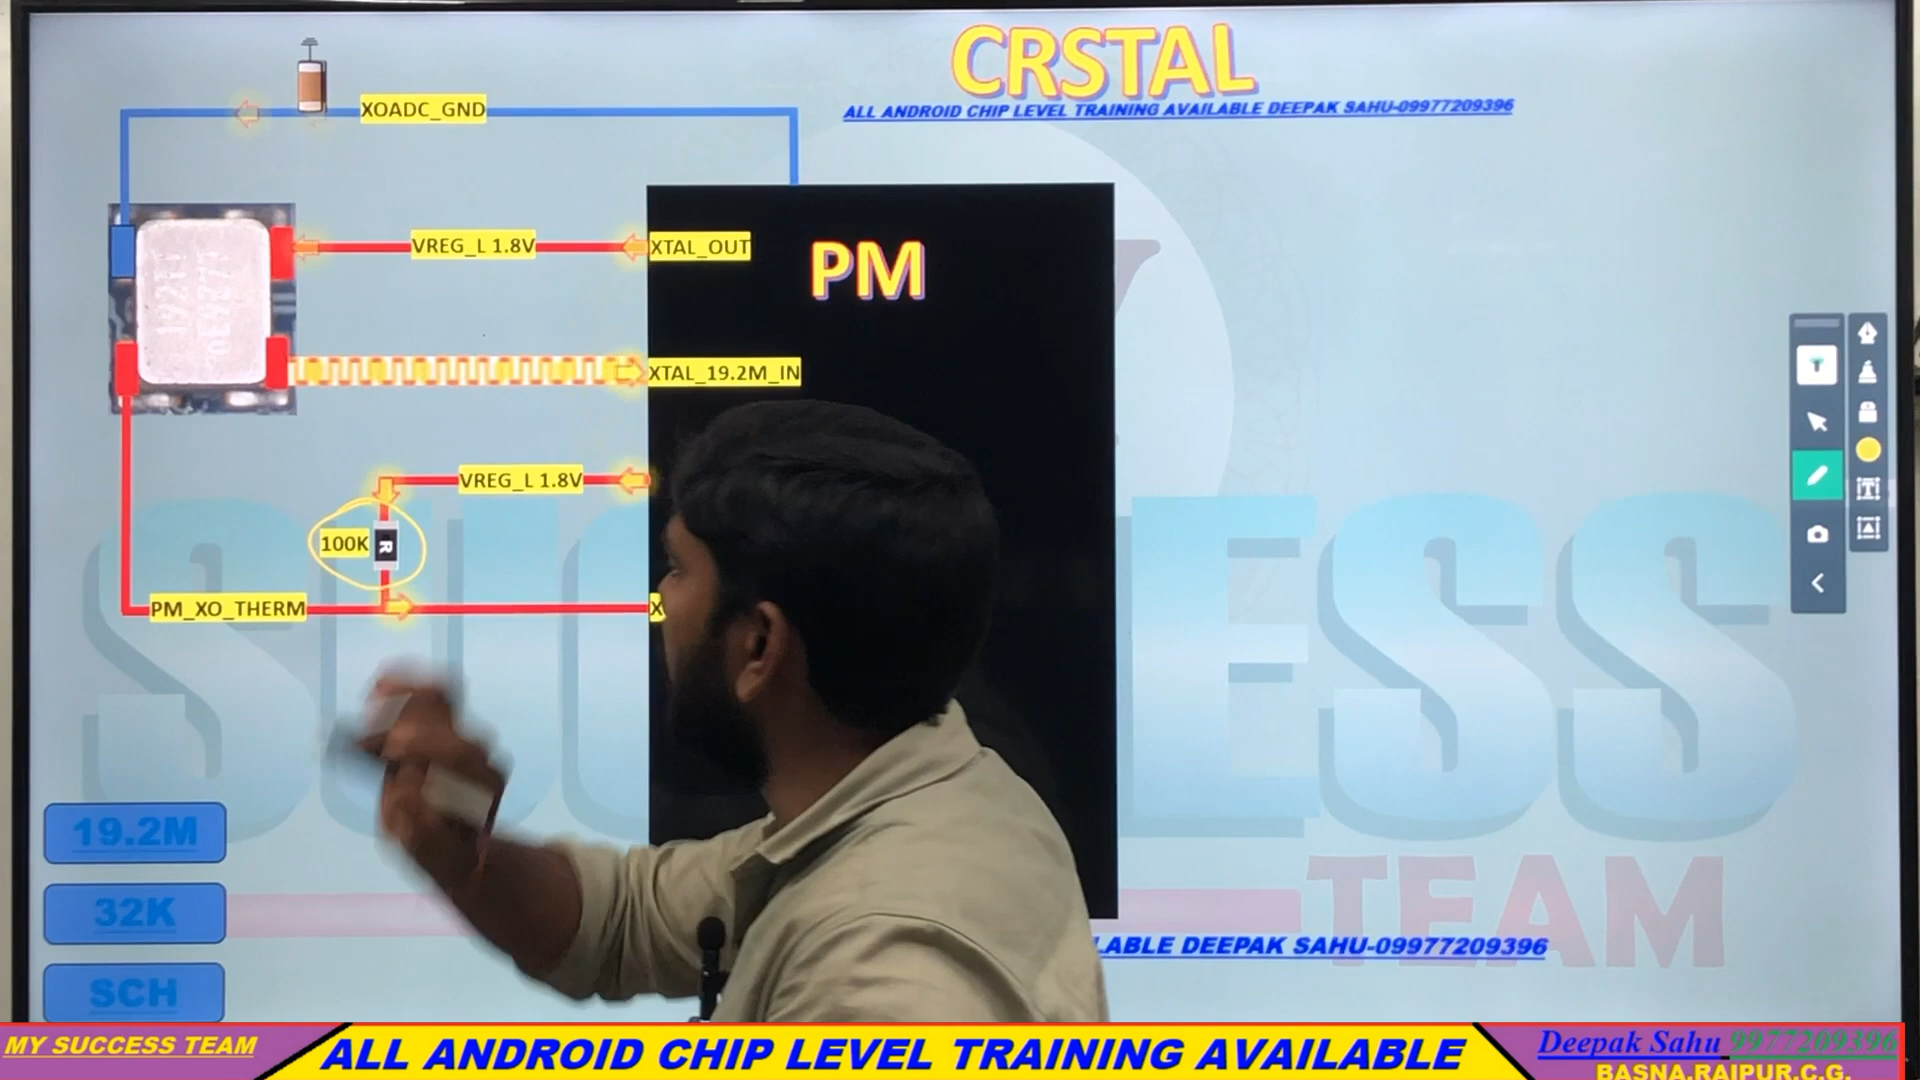 CRSTAL
ALL ANDROID CHIP LEVEL TRAINING AVAILABLE DEEPAK SAHU-09977209396
XOADC_GND
VREG_L 1.8V
XTAL_OUT
PM
XTAL_19.2M_IN
VREG_L 1.8V
100K
R
PM_XO_THERM
X
TEAM
19.2M
32K
SCH
LABLE DEEPAK SAHU-09977209396
MY SUCCESS TEAM
ALL ANDROID CHIP LEVEL TRAINING AVAILABLE
Deepak Sahu 9977209396
BASNA.RAIPUR.C.G.